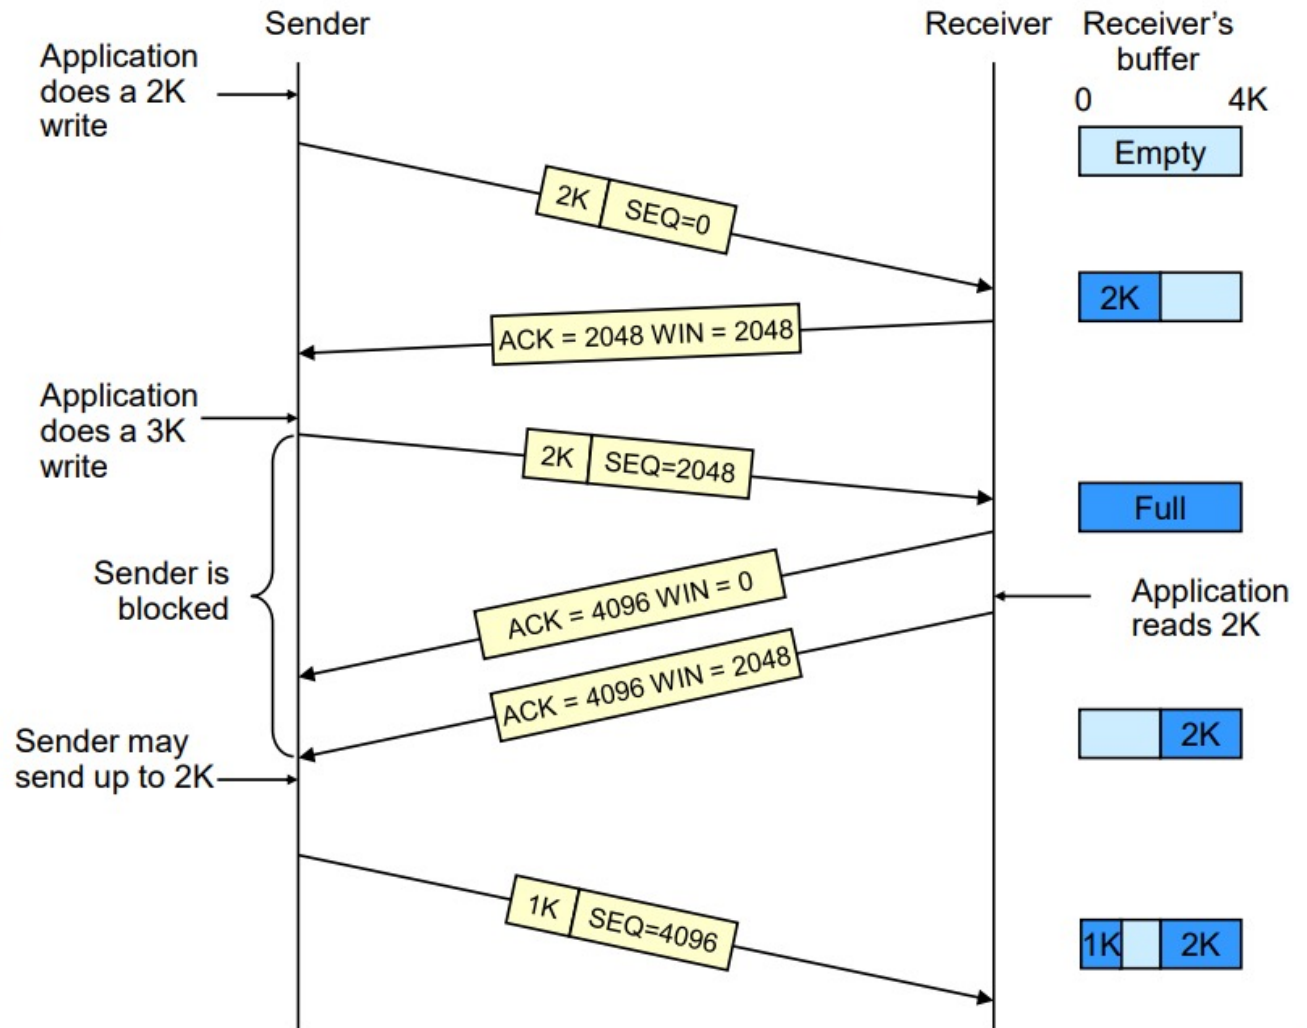 Sender
Receiver
Receiver's
buffer
0 4K
Application
does a 2K
write
Empty
2K SEQ=0
2K
ACK = 2048 WIN = 2048
Application
does a 3K
write
2K SEQ=2048
Full
ACK = 4096 WIN = 0
Sender is
blocked
Application
reads 2K
ACK = 4096 WIN = 2048
2K
Sender may
send up to 2K
1K SEQ=4096
1K 2K